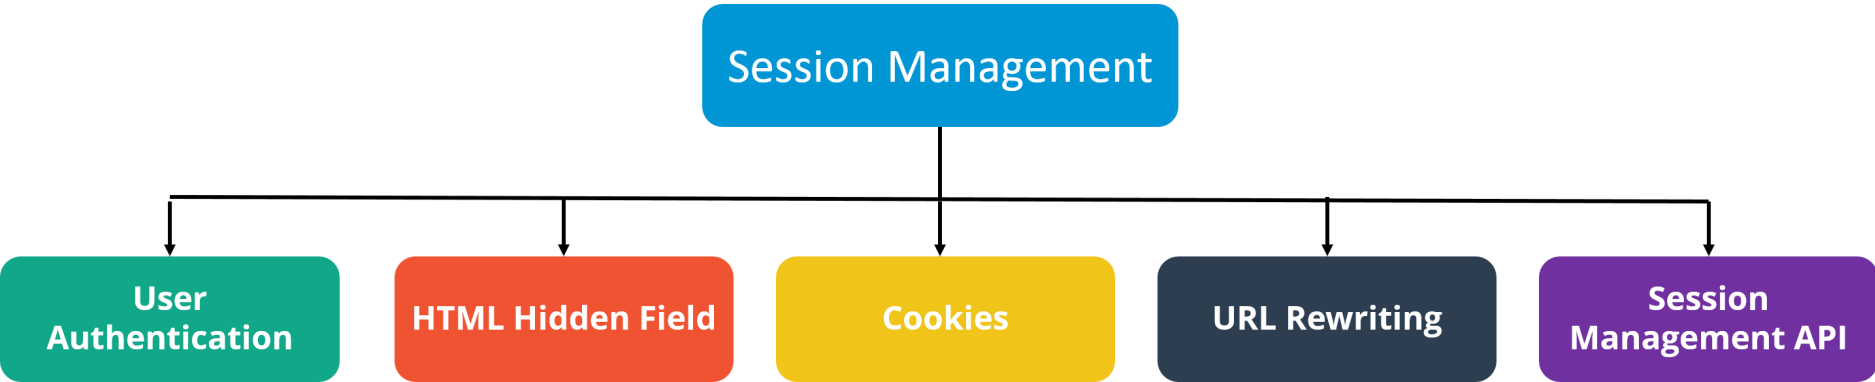 Session Management
User
Authentication
HTML Hidden Field
Cookies
URL Rewriting
Session
Management API